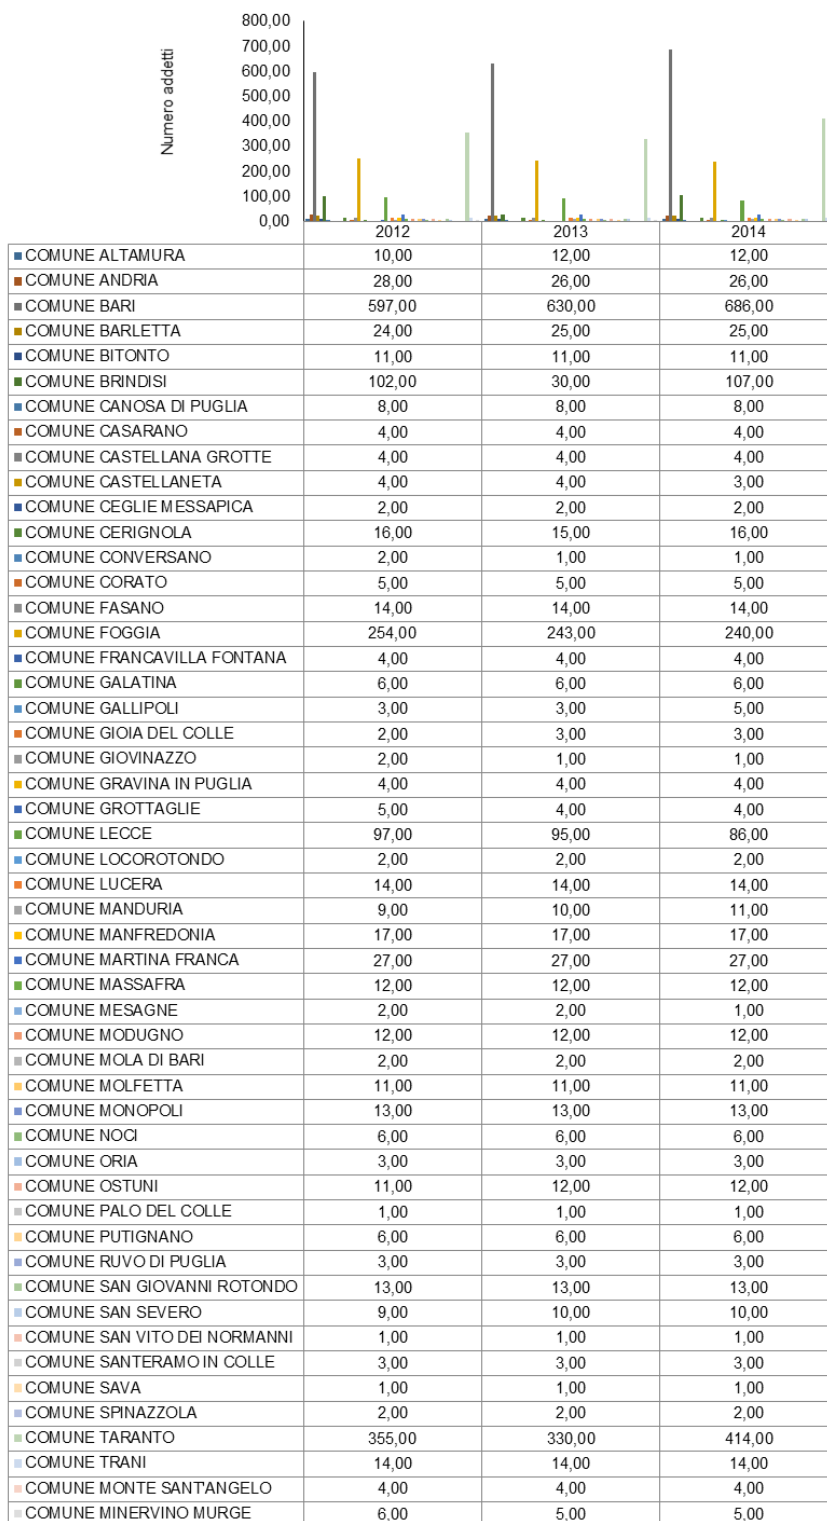 800,00
700,00
600,00
500,00
400,00
300,00
200,00
100,00
0,00
Numero addetti
2012 2013 2014
COMUNE ALTAMURA 10,00 12,00 12,00
COMUNE ANDRIA 28,00 26,00 26,00
COMUNE BARI 597,00 630,00 686,00
COMUNE BARLETTA 24,00 25,00 25,00
COMUNE BITONTO 11,00 11,00 11,00
COMUNE BRINDISI 102,00 30,00 107,00
COMUNE CANOSA DI PUGLIA 8,00 8,00 8,00
COMUNE CASARANO 4,00 4,00 4,00
COMUNE CASTELLANA GROTTE 4,00 4,00 4,00
COMUNE CASTELLANETA 4,00 4,00 3,00
COMUNE CEGLIE MESSAPICA 2,00 2,00 2,00
COMUNE CERIGNOLA 16,00 15,00 16,00
COMUNE CONVERSANO 2,00 1,00 1,00
COMUNE CORATO 5,00 5,00 5,00
COMUNE FASANO 14,00 14,00 14,00
COMUNE FOGGIA 254,00 243,00 240,00
COMUNE FRANCAVILLA FONTANA 4,00 4,00 4,00
COMUNE GALATINA 6,00 6,00 6,00
COMUNE GALLIPOLI 3,00 3,00 5,00
COMUNE GIOIA DEL COLLE 2,00 3,00 3,00
COMUNE GIOVINAZZO 2,00 1,00 1,00
COMUNE GRAVINA IN PUGLIA 4,00 4,00 4,00
COMUNE GROTTAGLIE 5,00 4,00 4,00
COMUNE LECCE 97,00 95,00 86,00
COMUNE LOCOROTONDO 2,00 2,00 2,00
COMUNE LUCERA 14,00 14,00 14,00
COMUNE MANDURIA 9,00 10,00 11,00
COMUNE MANFREDONIA 17,00 17,00 17,00
COMUNE MARTINA FRANCA 27,00 27,00 27,00
COMUNE MASSAFRA 12,00 12,00 12,00
COMUNE MESAGNE 2,00 2,00 1,00
COMUNE MODUGNO 12,00 12,00 12,00
COMUNE MOLA DI BARI 2,00 2,00 2,00
COMUNE MOLFETTA 11,00 11,00 11,00
COMUNE MONOPOLI 13,00 13,00 13,00
COMUNE NOCI 6,00 6,00 6,00
COMUNE ORIA 3,00 3,00 3,00
COMUNE OSTUNI 11,00 12,00 12,00
COMUNE PALO DEL COLLE 1,00 1,00 1,00
COMUNE PUTIGNANO 6,00 6,00 6,00
COMUNE RUVO DI PUGLIA 3,00 3,00 3,00
COMUNE SAN GIOVANNI ROTONDO 13,00 13,00 13,00
COMUNE SAN SEVERO 9,00 10,00 10,00
COMUNE SAN VITO DEI NORMANNI 1,00 1,00 1,00
COMUNE SANTERAMO IN COLLE 3,00 3,00 3,00
COMUNE SAVA 1,00 1,00 1,00
COMUNE SPINAZZOLA 2,00 2,00 2,00
COMUNE TARANTO 355,00 330,00 414,00
COMUNE TRANI 14,00 14,00 14,00
COMUNE MONTE SANT'ANGELO 4,00 4,00 4,00
COMUNE MINERVINO MURGE 6,00 5,00 5,00